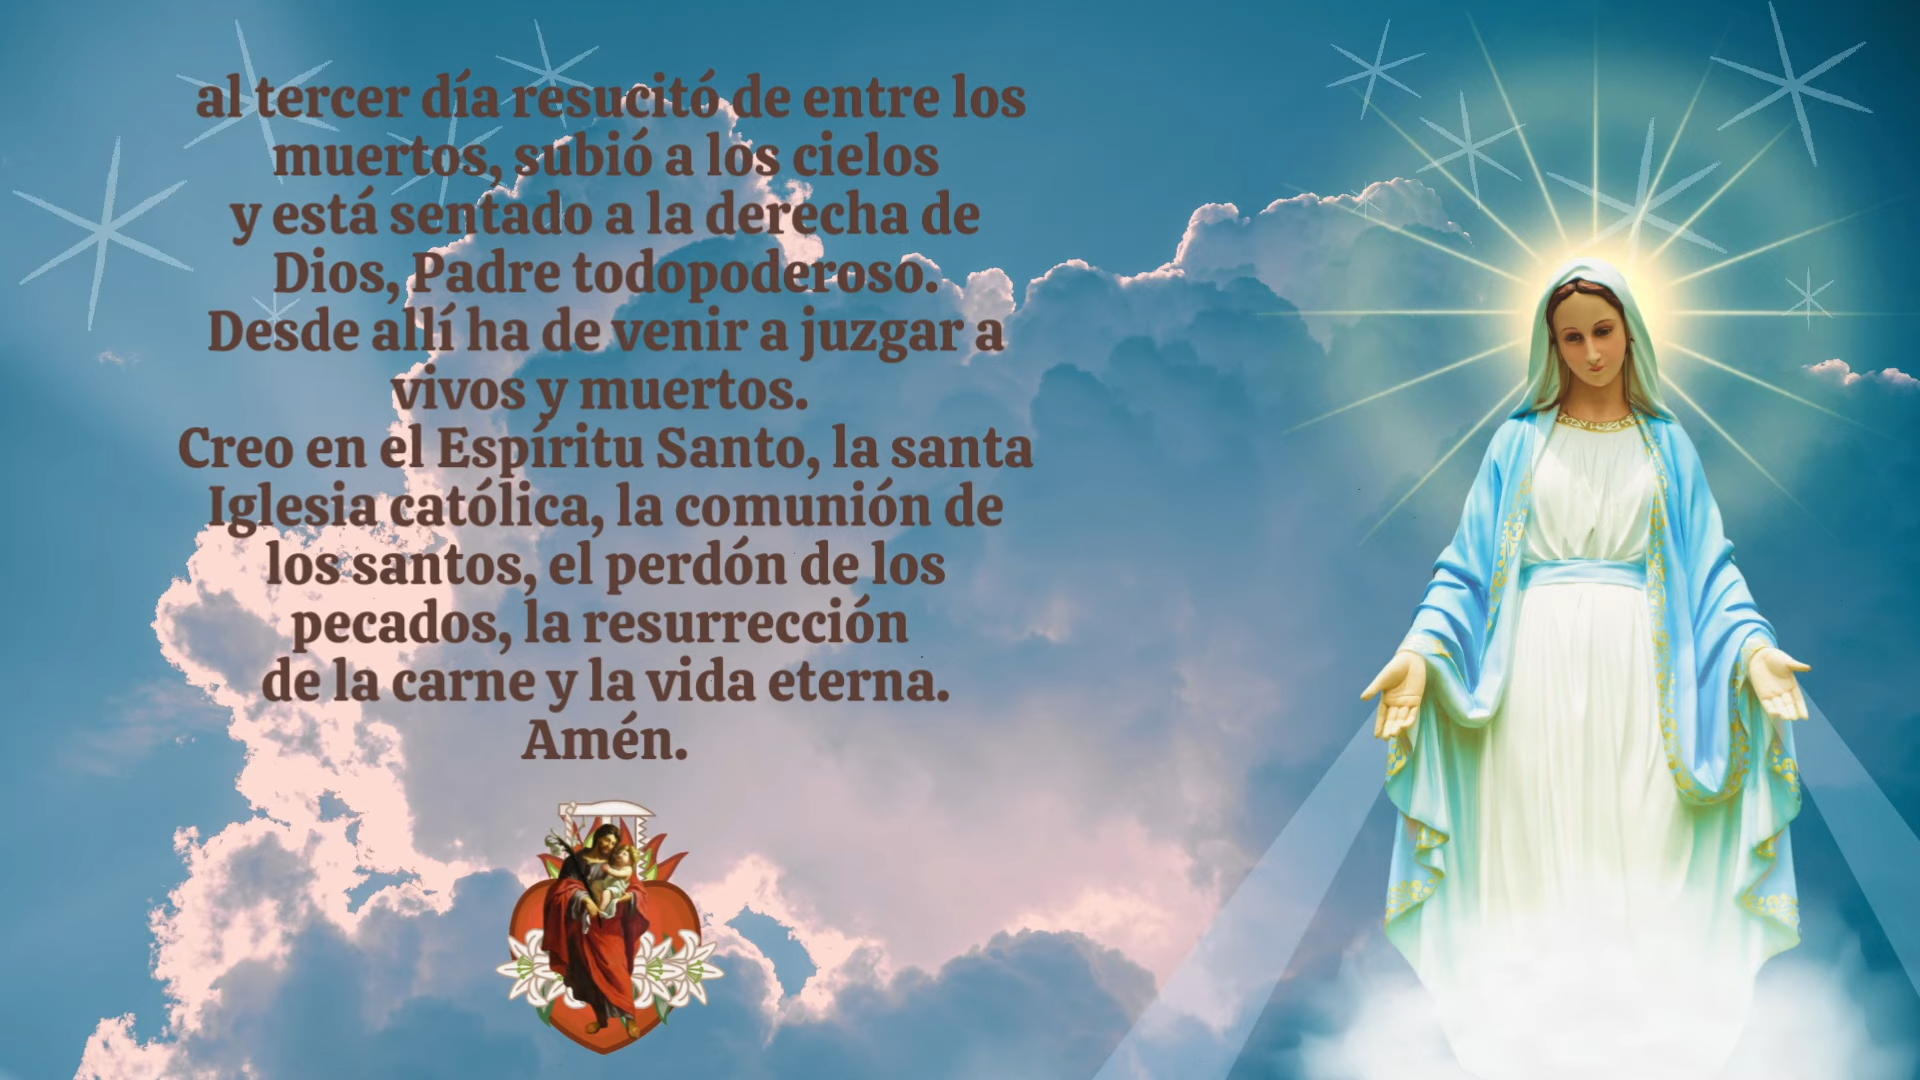 al tercer día resucitó de entre los
muertos, subió a los cielos
y está sentado a la derecha de
Dios, Padre todopoderoso.
Desde allí ha de venir a juzgar a
vivos y muertos.
Creo en el Espíritu Santo, la santa
Iglesia católica, la comunión de
los santos, el perdón de los
pecados, la resurrección
de la carne y la vida eterna.
Amén.